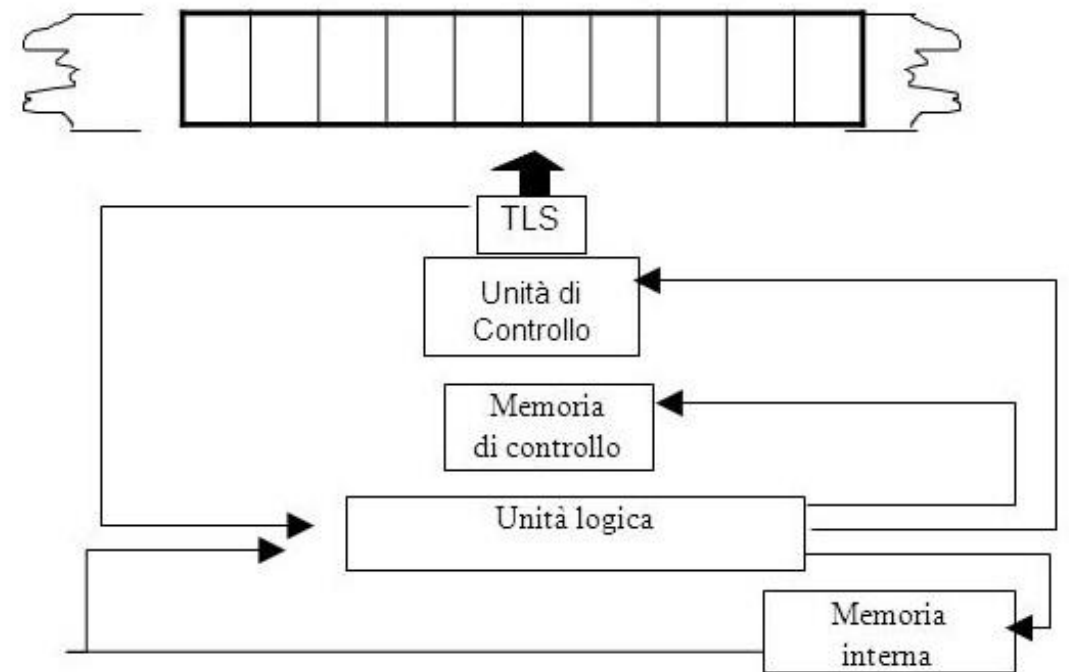 TLS
Unità di
Controllo
Memoria
di controllo
Unità logica
Memoria
interna